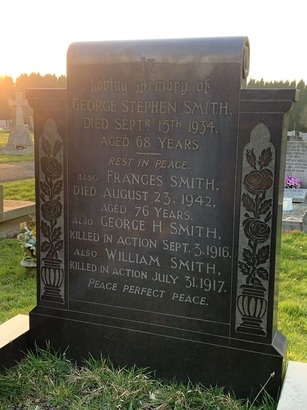 In
Loving Memory of
GEORGE STEPHEN SMITH,
DIED SEPTR 15TH 1934,
AGED 68 YEARS.
REST IN PEACE.
ALSO FRANCES SMITH,
DIED AUGUST 23, 1942,
AGED 76 YEARS.
ALSO GEORGE H. SMITH,
KILLED IN ACTION SEPT. 3. 1916.
ALSO WILLIAM SMITH,
KILLED IN ACTION JULY 31. 1917.
PEACE PERFECT PEACE.